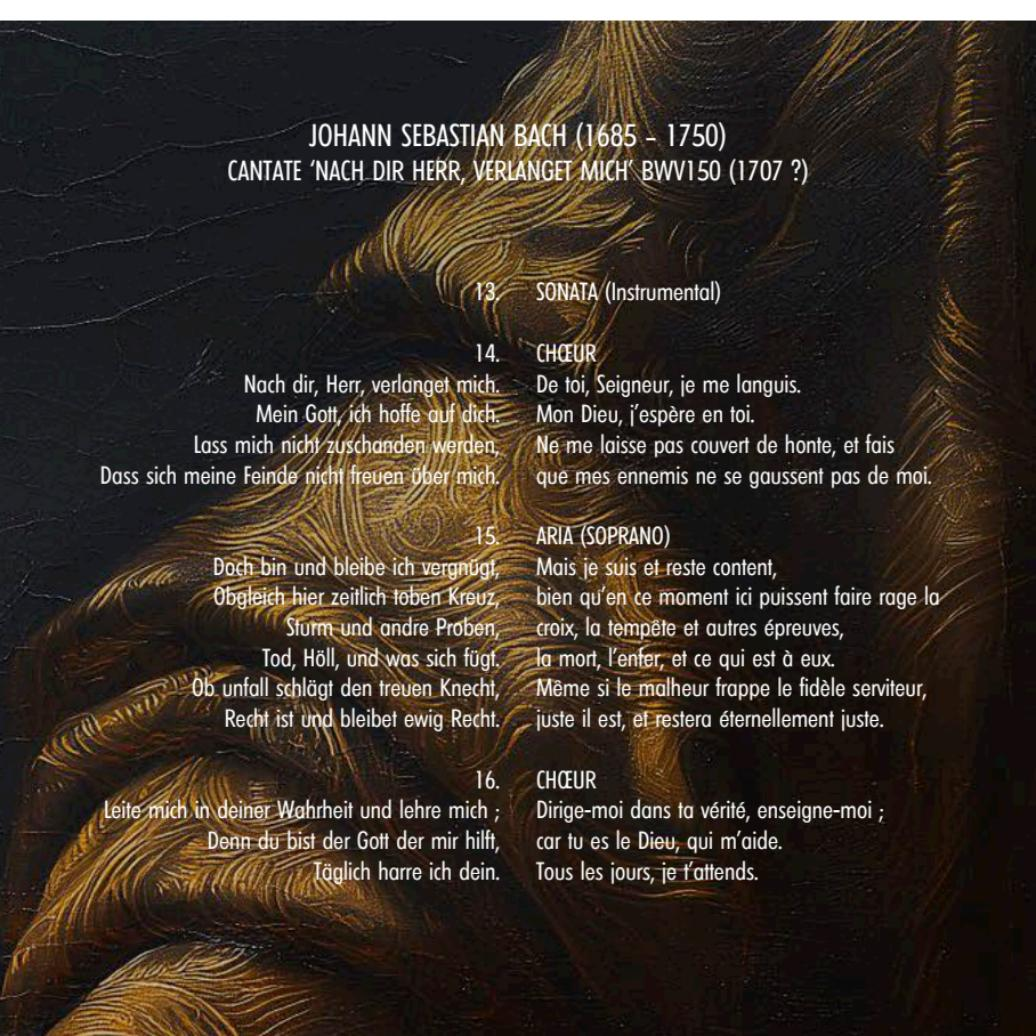 JOHANN SEBASTIAN BACH (1685 – 1750)
CANTATE ‘NACH DIR HERR, VERLANGET MICH’ BWV150 (1707 ?)
13. SONATA (Instrumental)
14. CHŒUR
Nach dir, Herr, verlanget mich. De toi, Seigneur, je me languis.
Mein Gott, ich hoffe auf dich. Mon Dieu, j’espère en toi.
Lass mich nicht zuschanden werden, Ne me laisse pas couvert de honte, et fais
Dass sich meine Feinde nicht freuen über mich. que mes ennemis ne se gaussent pas de moi.
15. ARIA (SOPRANO)
Doch bin und bleibe ich vergnügt, Mais je suis et reste content,
Obgleich hier zeitlich toben Kreuz, bien qu’en ce moment ici puissent faire rage la
Sturm und andre Proben, croix, la tempête et autres épreuves,
Tod, Höll, und was sich fügt. la mort, l’enfer, et ce qui est à eux.
Ob unfall schlägt den treuen Knecht, Même si le malheur frappe le fidèle serviteur,
Recht ist und bleibet ewig Recht. juste il est, et restera éternellement juste.
16. CHŒUR
Leite mich in deiner Wahrheit und lehre mich ; Dirige-moi dans ta vérité, enseigne-moi ;
Denn du bist der Gott der mir hilft, car tu es le Dieu, qui m’aide.
Täglich harre ich dein. Tous les jours, je t’attends.